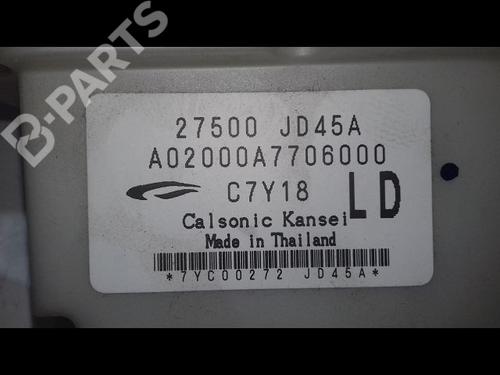 B-PARTS
27500 JD45A
A02000A7706000
C7Y18 LD
Calsonic Kansei
Made in Thailand
*7YC00272 JD45A*